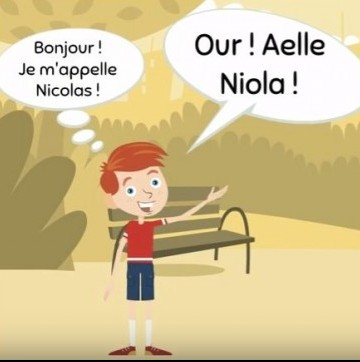 Bonjour !
Je m'appelle
Nicolas !
Our ! Aelle
Niola !